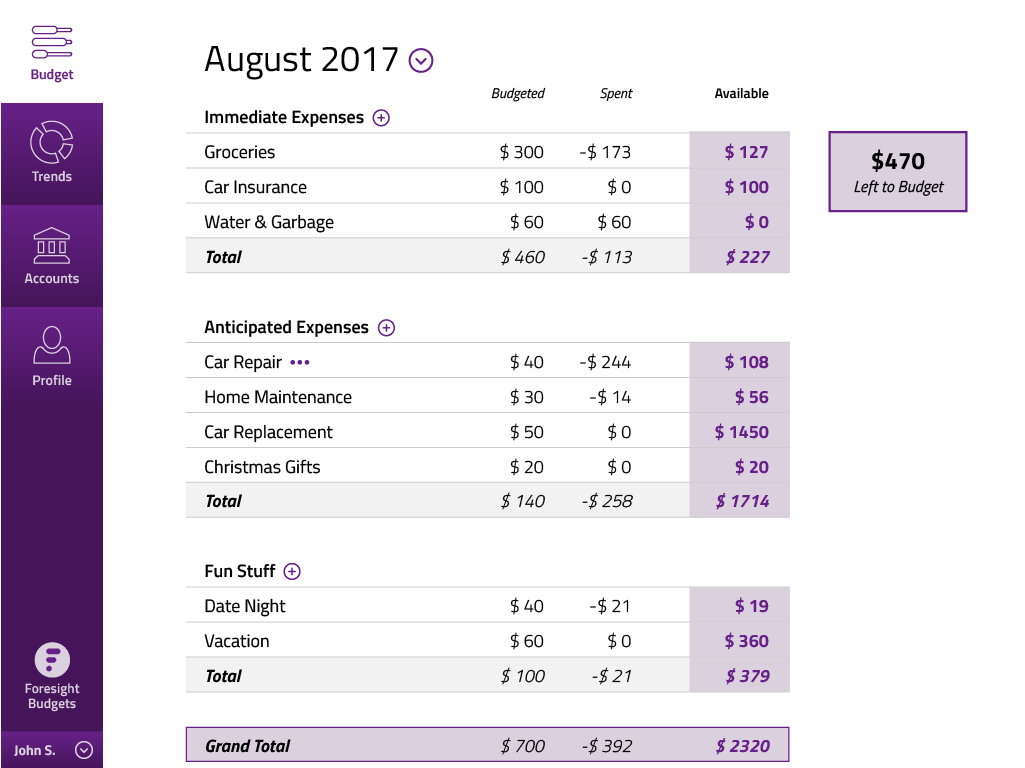 Budget
Trends
Accounts
Profile
Foresight
Budgets
John S.
August 2017
Budgeted Spent Available
Immediate Expenses
Groceries $ 300 -$ 173 $ 127
Car Insurance $ 100 $ 0 $ 100
Water & Garbage $ 60 $ 60 $ 0
Total $ 460 -$ 113 $ 227
Anticipated Expenses
Car Repair ••• $ 40 -$ 244 $ 108
Home Maintenance $ 30 -$ 14 $ 56
Car Replacement $ 50 $ 0 $ 1450
Christmas Gifts $ 20 $ 0 $ 20
Total $ 140 -$ 258 $ 1714
Fun Stuff
Date Night $ 40 -$ 21 $ 19
Vacation $ 60 $ 0 $ 360
Total $ 100 -$ 21 $ 379
Grand Total $ 700 -$ 392 $ 2320
$470
Left to Budget